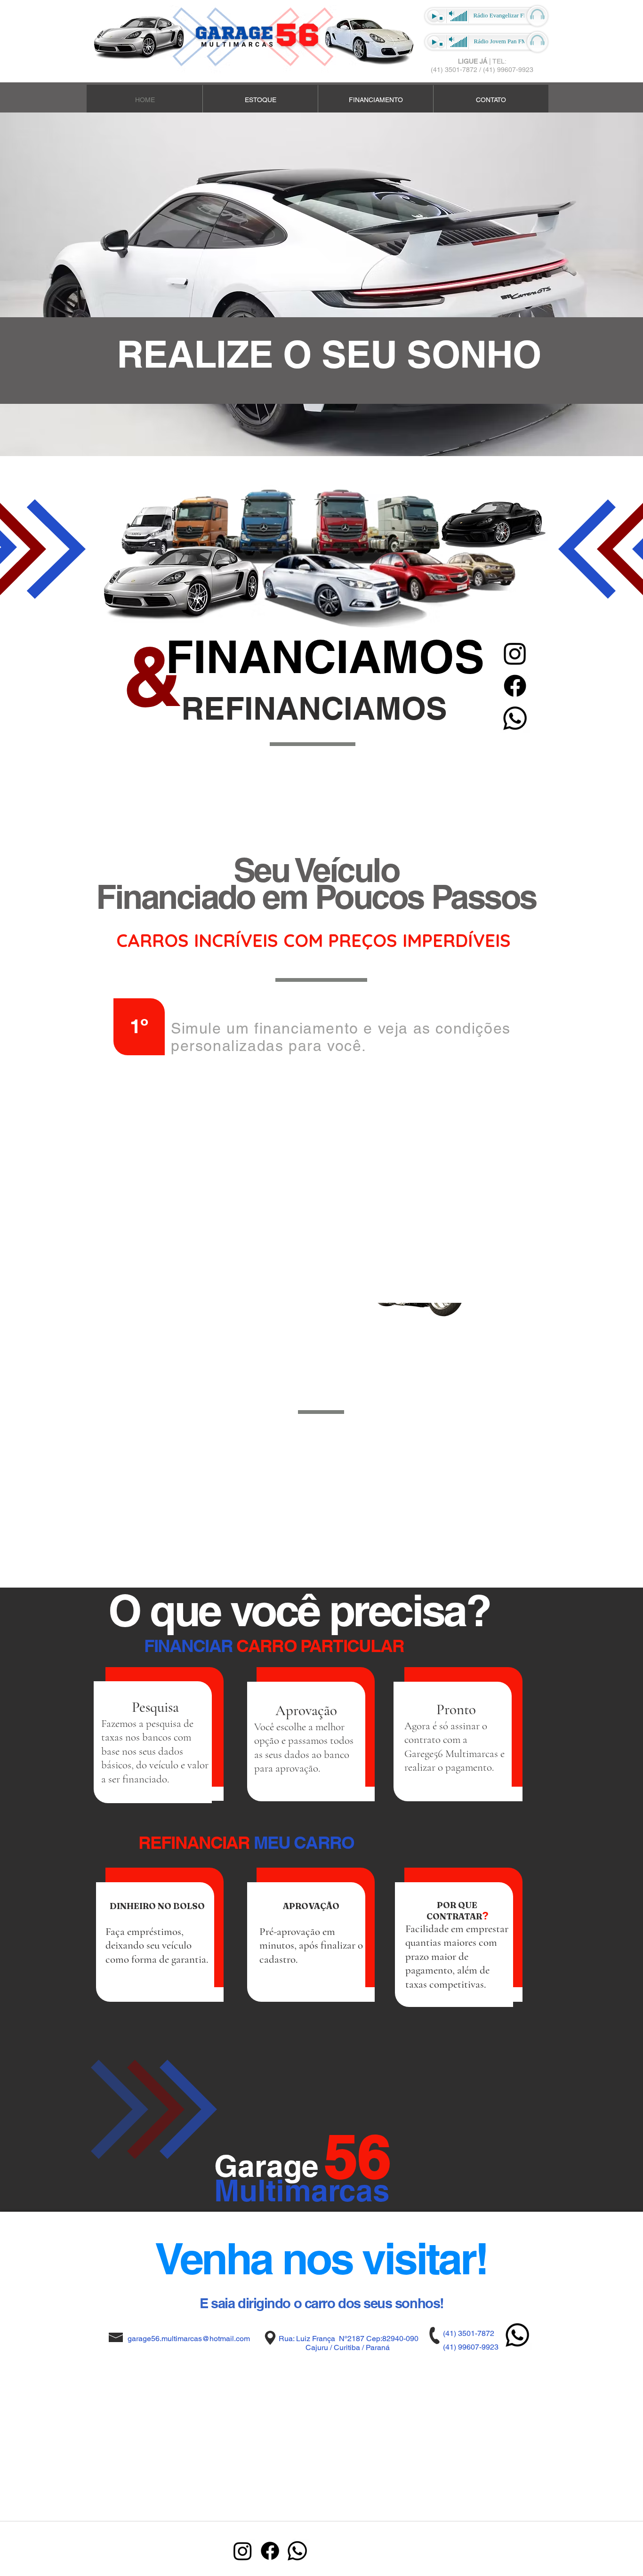 GARAGE 56
MULTIMARCAS
Rádio Evangelizar F
Rádio Jovem Pan FM
LIGUE JÁ | TEL.
(41) 3501-7872 / (41) 99607-9923
HOME
ESTOQUE
FINANCIAMENTO
CONTATO
911 Carrera GTS
REALIZE O SEU SONHO
FINANCIAMOS
&
REFINANCIAMOS
Seu Veículo
Financiado em Poucos Passos
CARROS INCRÍVEIS COM PREÇOS IMPERDÍVEIS
1º
Simule um financiamento e veja as condições
personalizadas para você.
O que você precisa?
FINANCIAR CARRO PARTICULAR
Pesquisa
Fazemos a pesquisa de
taxas nos bancos com
base nos seus dados
básicos, do veículo e valor
a ser financiado.
Aprovação
Você escolhe a melhor
opção e passamos todos
as seus dados ao banco
para aprovação.
Pronto
Agora é só assinar o
contrato com a
Garege56 Multimarcas e
realizar o pagamento.
REFINANCIAR MEU CARRO
DINHEIRO NO BOLSO
Faça empréstimos,
deixando seu veículo
como forma de garantia.
APROVAÇÃO
Pré-aprovação em
minutos, após finalizar o
cadastro.
POR QUE
CONTRATAR?
Facilidade em emprestar
quantias maiores com
prazo maior de
pagamento, além de
taxas competitivas.
Garage 56
Multimarcas
Venha nos visitar!
E saia dirigindo o carro dos seus sonhos!
garage56.multimarcas@hotmail.com
Rua: Luiz França Nº2187 Cep:82940-090
Cajuru / Curitiba / Paraná
(41) 3501-7872
(41) 99607-9923